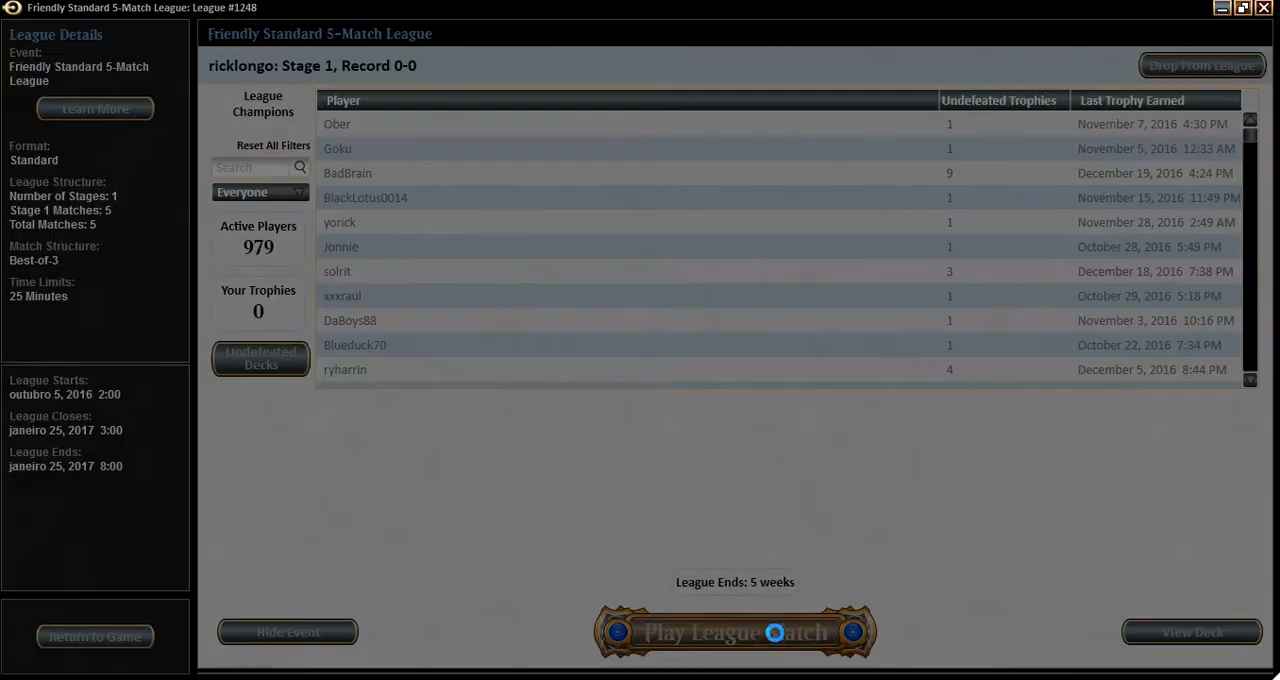 Friendly Standard 5-Match League: League #1248
League Details
Event:
Friendly Standard 5-Match
League
Learn More
Format:
Standard
League Structure:
Number of Stages: 1
Stage 1 Matches: 5
Total Matches: 5
Match Structure:
Best-of-3
Time Limits:
25 Minutes
League Starts:
outubro 5, 2016 2:00
League Closes:
janeiro 25, 2017 3:00
League Ends:
janeiro 25, 2017 8:00
Return to Game
Friendly Standard 5-Match League
ricklongo: Stage 1, Record 0-0
Drop From League
League
Champions
Reset All Filters
Search
Everyone
Active Players
979
Your Trophies
0
Undefeated
Decks
Player Undefeated Trophies Last Trophy Earned
Ober 1 November 7, 2016 4:30 PM
Goku 1 November 5, 2016 12:33 AM
BadBrain 9 December 19, 2016 4:24 PM
BlackLotus0014 1 November 15, 2016 11:49 PM
yorick 1 November 28, 2016 2:49 AM
Jonnie 1 October 28, 2016 5:49 PM
solrit 3 December 18, 2016 7:38 PM
xxxraul 1 October 29, 2016 5:18 PM
DaBoys88 1 November 3, 2016 10:16 PM
Blueduck70 1 October 22, 2016 7:34 PM
ryharrin 4 December 5, 2016 8:44 PM
League Ends: 5 weeks
Hide Event
Play League Match
View Deck